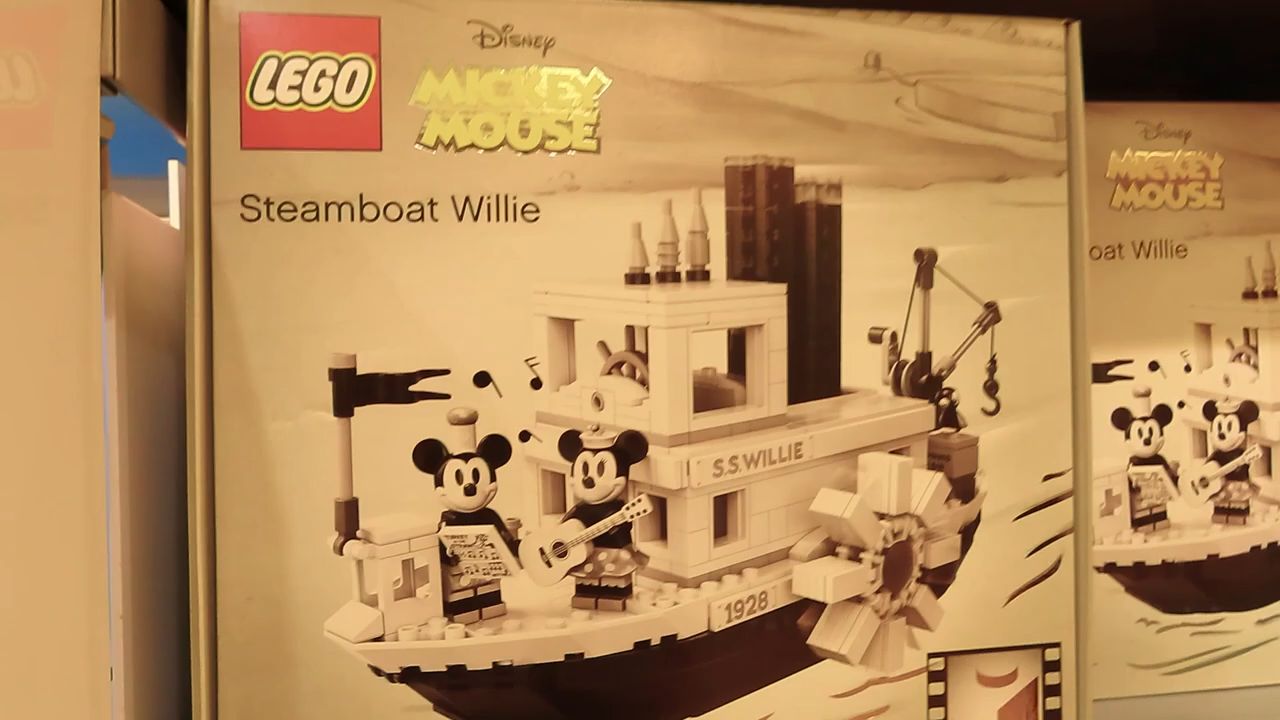 LEGO
Disney
MICKEY
MOUSE
Steamboat Willie
S.S.WILLIE
1928
Disney
MICKEY
MOUSE
oat Willie